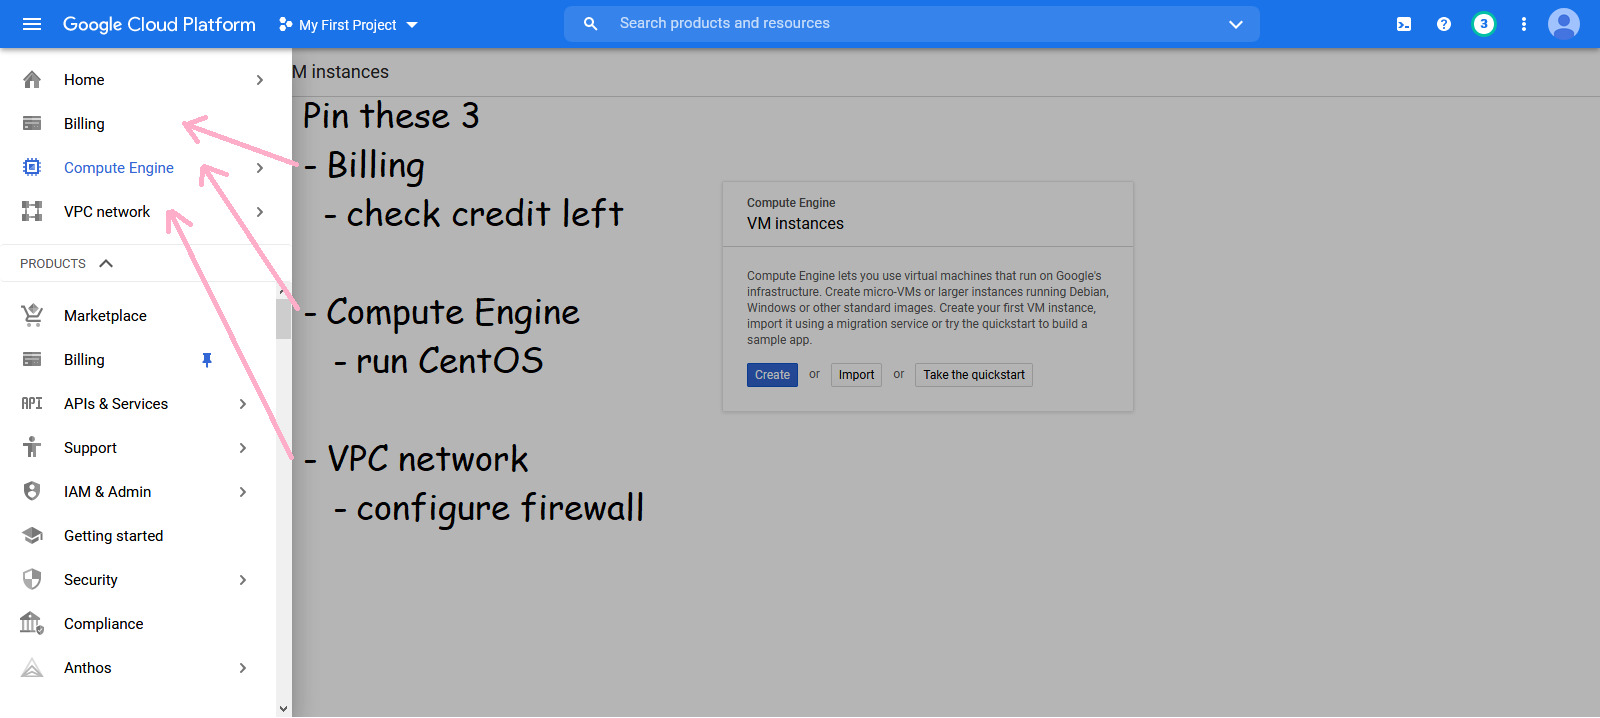 Google Cloud Platform
My First Project
Search products and resources
3
Home
Billing
Compute Engine
VPC network
PRODUCTS
Marketplace
Billing
API APIs & Services
Support
IAM & Admin
Getting started
Security
Compliance
Anthos
VM instances
Pin these 3
- Billing
- check credit left
- Compute Engine
- run CentOS
- VPC network
- configure firewall
Compute Engine
VM instances
Compute Engine lets you use virtual machines that run on Google's
infrastructure. Create micro-VMs or larger instances running Debian,
Windows or other standard images. Create your first VM instance,
import it using a migration service or try the quickstart to build a
sample app.
Create or Import or Take the quickstart